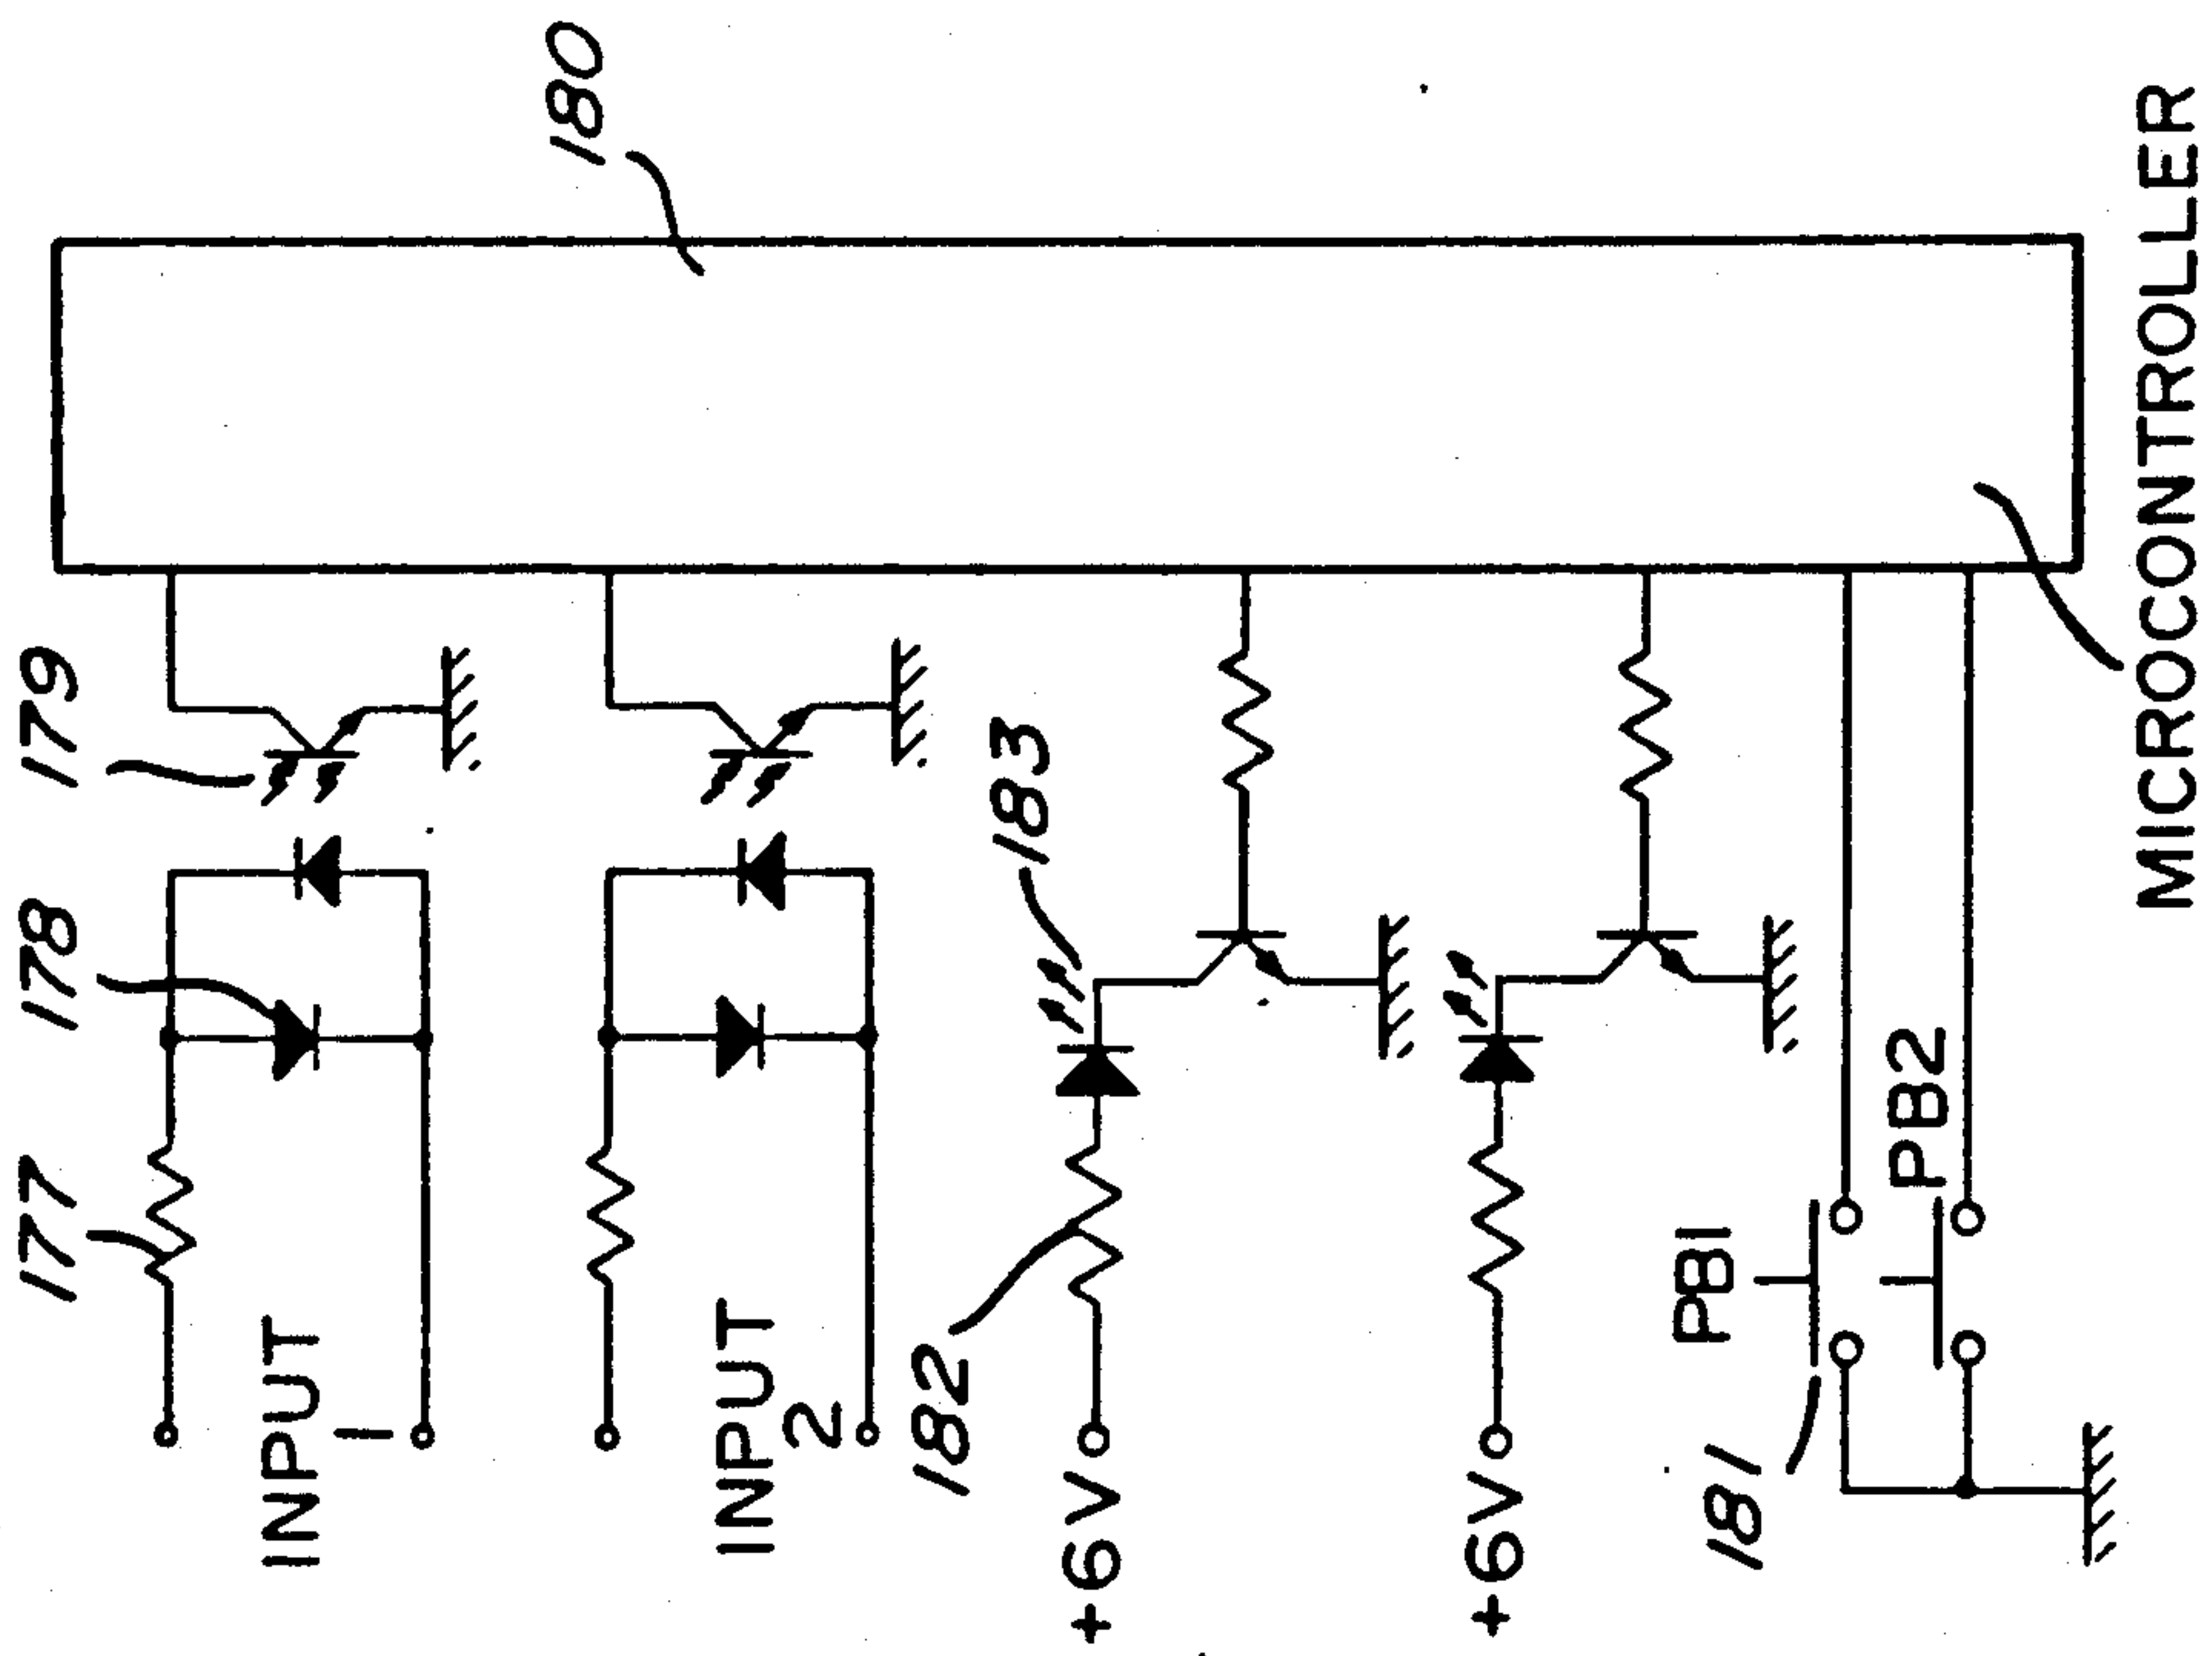 177
178
179
180
INPUT
1
INPUT
2
182
183
+6V
+6V
PB1
PB2
181
MICROCONTROLLER